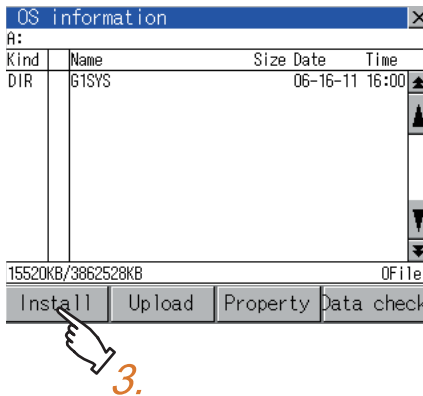 OS information
A:
Kind Name Size Date Time
DIR G1SYS 06-16-11 16:00
15520KB/3862528KB 0File
Install Upload Property Data check
3.